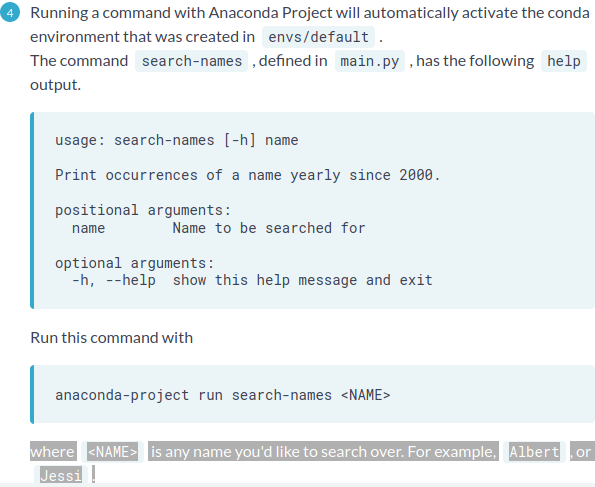 4 Running a command with Anaconda Project will automatically activate the conda
environment that was created in envs/default .
The command search-names , defined in main.py , has the following help
output.
usage: search-names [-h] name
Print occurrences of a name yearly since 2000.
positional arguments:
name Name to be searched for
optional arguments:
-h, --help show this help message and exit
Run this command with
anaconda-project run search-names <NAME>
where <NAME> is any name you'd like to search over. For example, Albert , or
Jessi .